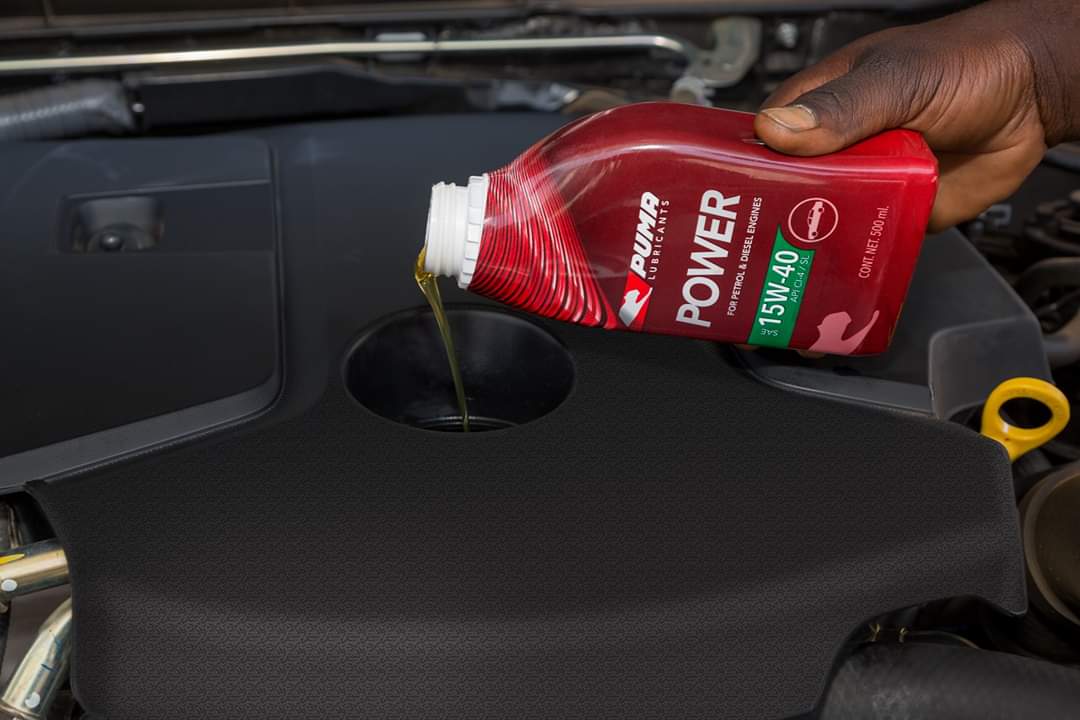 PUMA
LUBRICANTS
POWER
FOR PETROL & DIESEL ENGINES
SAE 15W-40
API CI-4 / SL
CONT. NET. 500 ml.